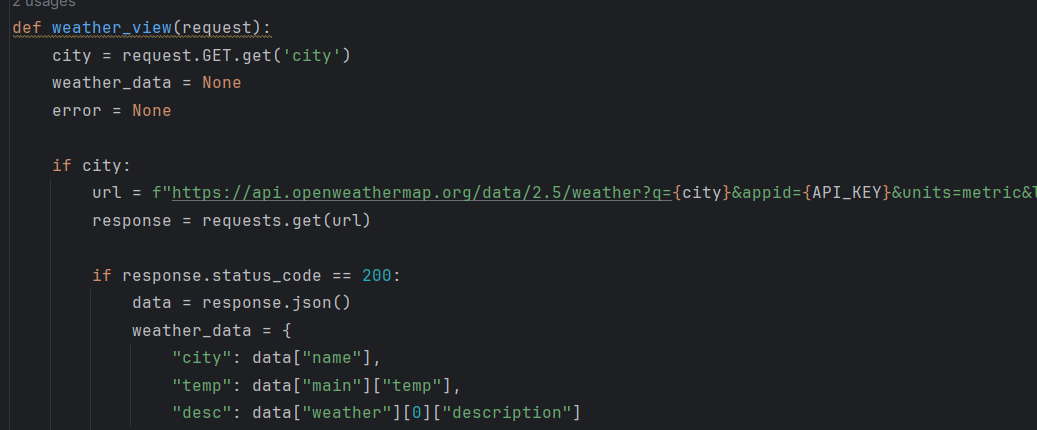 2 usages
def weather_view(request):
    city = request.GET.get('city')
    weather_data = None
    error = None
    if city:
        url = f"https://api.openweathermap.org/data/2.5/weather?q={city}&appid={API_KEY}&units=metric&l
        response = requests.get(url)
        if response.status_code == 200:
            data = response.json()
            weather_data = {
                "city": data["name"],
                "temp": data["main"]["temp"],
                "desc": data["weather"][0]["description"]